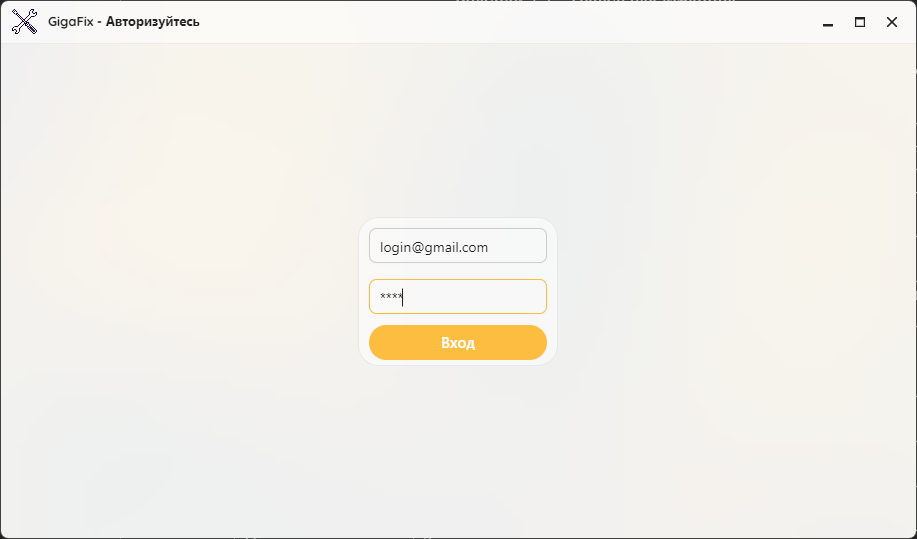 GigaFix - Авторизуйтесь
login@gmail.com
****
Вход